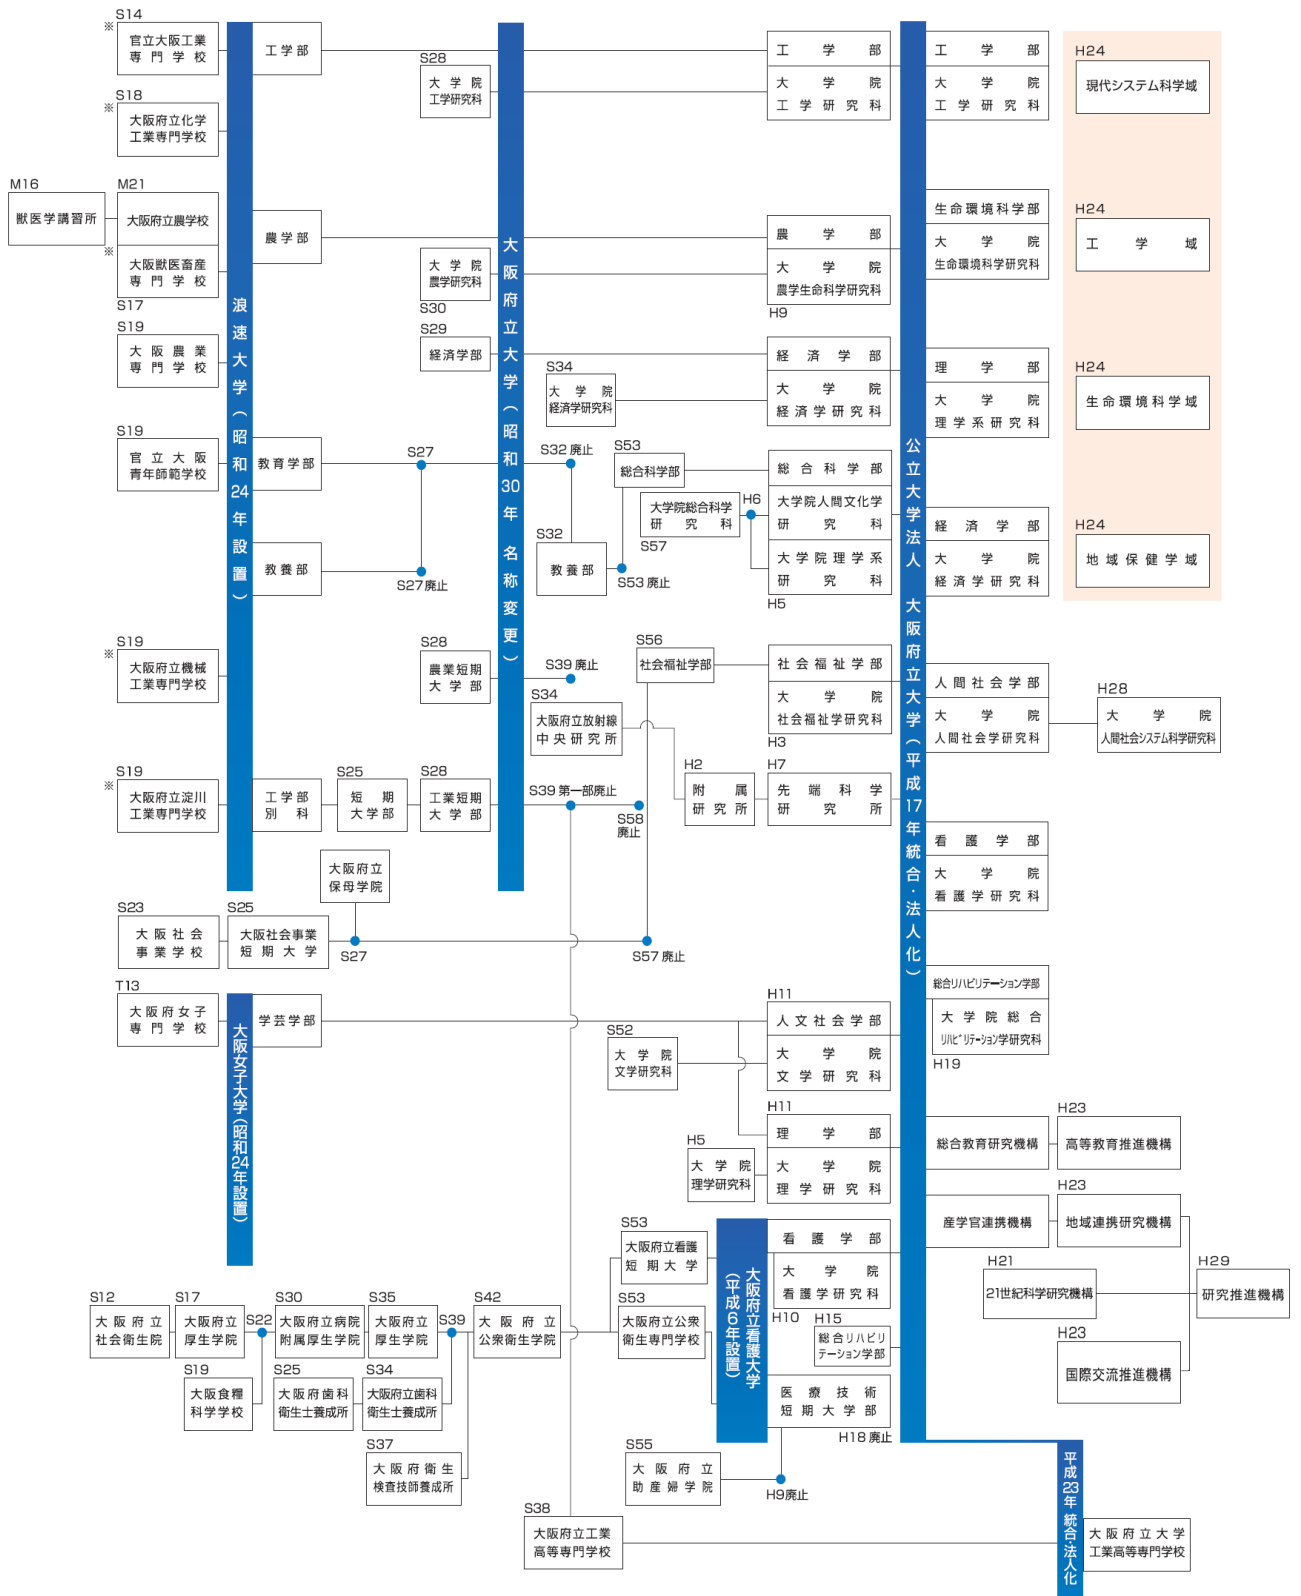 S14
※
官立大阪工業
専門学校
工学部
S28
大学院
工学研究科
工学部
大学院
工学研究科
工学部
大学院
工学研究科
H24
現代システム科学域
S18
※
大阪府立化学
工業専門学校
M16
獣医学講習所
M21
大阪府立農学校
※
大阪獣医畜産
専門学校
S17
農学部
大学院
農学研究科
S30
農学部
大学院
農学生命科学研究科
H9
生命環境科学部
大学院
生命環境科学研究科
H24
工学域
S19
大阪農業
専門学校
S29
経済学部
S34
大学院
経済学研究科
経済学部
大学院
経済学研究科
理学部
大学院
理学系研究科
H24
生命環境科学域
浪速大学(昭和24年設置)
大阪府立大学(昭和30年 名称変更)
公立大学法人 大阪府立大学(平成17年統合・法人化)
S19
官立大阪
青年師範学校
教育学部
S27
S32 廃止
S53
総合科学部
総合科学部
大学院総合科学
研究科
S57
H6
大学院人間文化学
研究科
大学院理学系
研究科
H5
教養部
S27廃止
S32
教養部
S53 廃止
経済学部
大学院
経済学研究科
H24
地域保健学域
S19
※
大阪府立機械
工業専門学校
S28
農業短期
大学部
S39 廃止
S56
社会福祉学部
社会福祉学部
大学院
社会福祉学研究科
H3
人間社会学部
大学院
人間社会学研究科
H28
大学院
人間社会システム科学研究科
S34
大阪府立放射線
中央研究所
H2
附属
研究所
H7
先端科学
研究所
S19
※
大阪府立淀川
工業専門学校
工学部
別科
S25
短期
大学部
S28
工業短期
大学部
S39 第一部廃止
S58
廃止
看護学部
大学院
看護学研究科
大阪府立
保母学院
S23
大阪社会
事業学校
S25
大阪社会事業
短期大学
S27
S57 廃止
総合リハビリテーション学部
大学院総合
リハビリテーション学研究科
H19
T13
大阪府女子
専門学校
大阪女子大学(昭和24年設置)
学芸学部
S52
大学院
文学研究科
H11
人文社会学部
大学院
文学研究科
H11
理学部
大学院
理学研究科
H5
大学院
理学研究科
総合教育研究機構
H23
高等教育推進機構
産学官連携機構
H23
地域連携研究機構
H21
21世紀科学研究機構
H29
研究推進機構
H23
国際交流推進機構
S53
大阪府立看護
短期大学
大阪府立看護大学
(平成6年設置)
看護学部
大学院
看護学研究科
H10
H15
総合リハビリ
テーション学部
S12
大阪府立
社会衛生院
S17
大阪府立
厚生学院
S22
S30
大阪府立病院
附属厚生学院
S35
大阪府立
厚生学院
S39
S42
大阪府立
公衆衛生学院
S53
大阪府立公衆
衛生専門学校
S19
大阪食糧
科学学校
S25
大阪府歯科
衛生士養成所
S34
大阪府立歯科
衛生士養成所
医療技術
短期大学部
H18 廃止
S37
大阪府衛生
検査技師養成所
S55
大阪府立
助産婦学院
H9廃止
S38
大阪府立工業
高等専門学校
平成23年 統合・法人化
大阪府立大学
工業高等専門学校